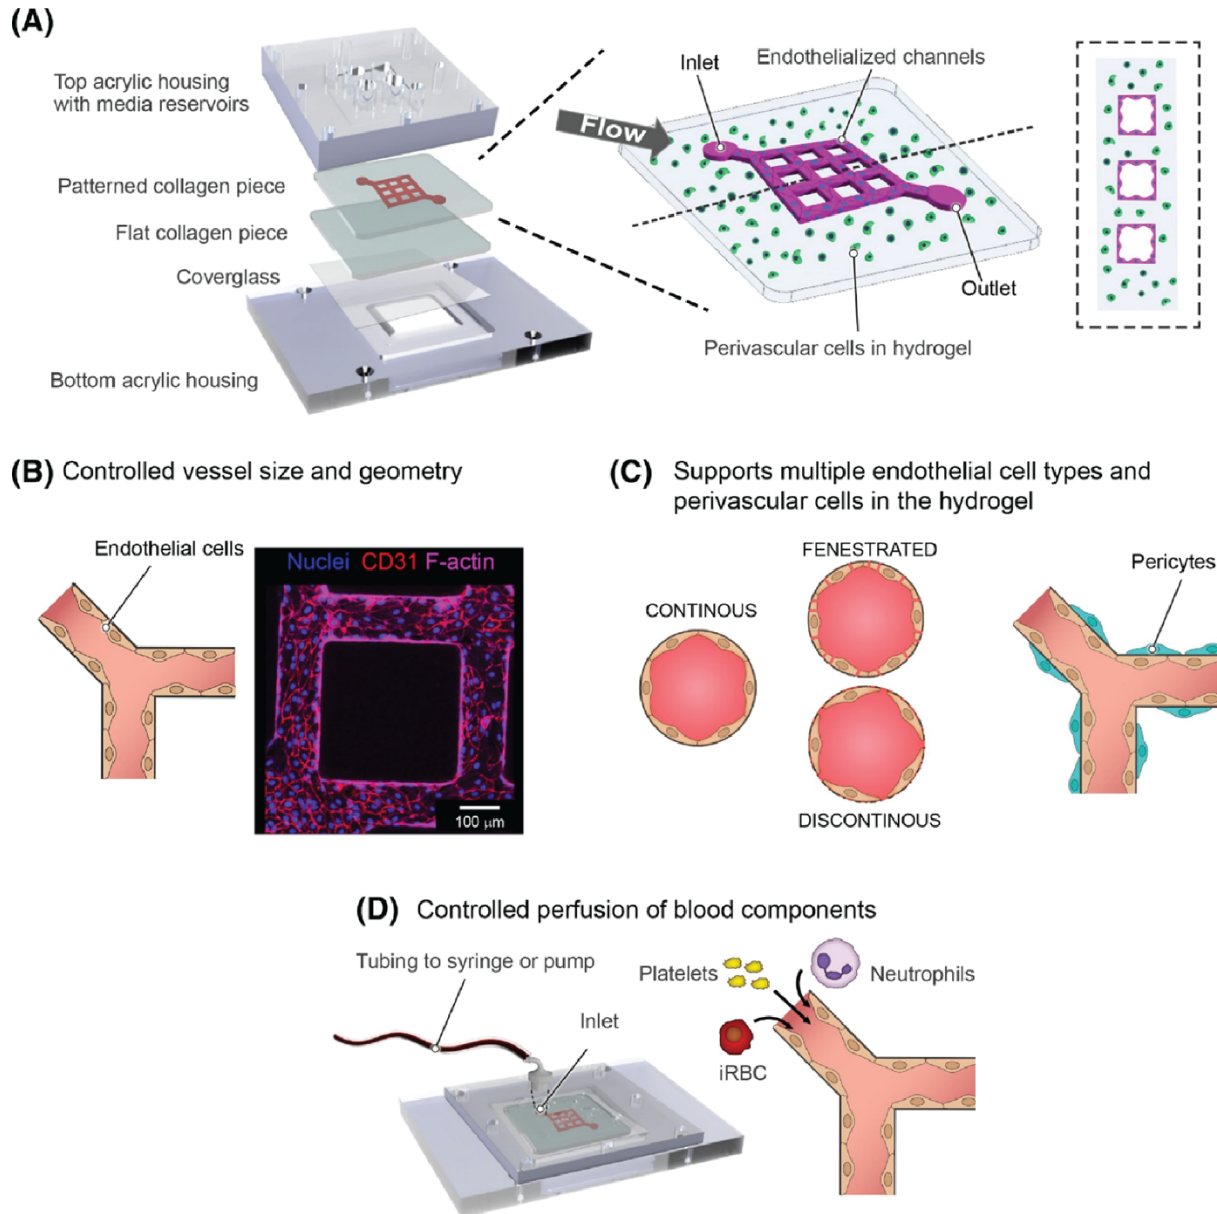 (A)
Top acrylic housing
with media reservoirs
Patterned collagen piece
Flat collagen piece
Coverglass
Bottom acrylic housing
Flow
Inlet
Endothelialized channels
Outlet
Perivascular cells in hydrogel
(B) Controlled vessel size and geometry
Endothelial cells
Nuclei CD31 F-actin
100 µm
(C) Supports multiple endothelial cell types and
perivascular cells in the hydrogel
CONTINOUS
FENESTRATED
DISCONTINOUS
Pericytes
(D) Controlled perfusion of blood components
Tubing to syringe or pump
Inlet
Platelets
Neutrophils
iRBC